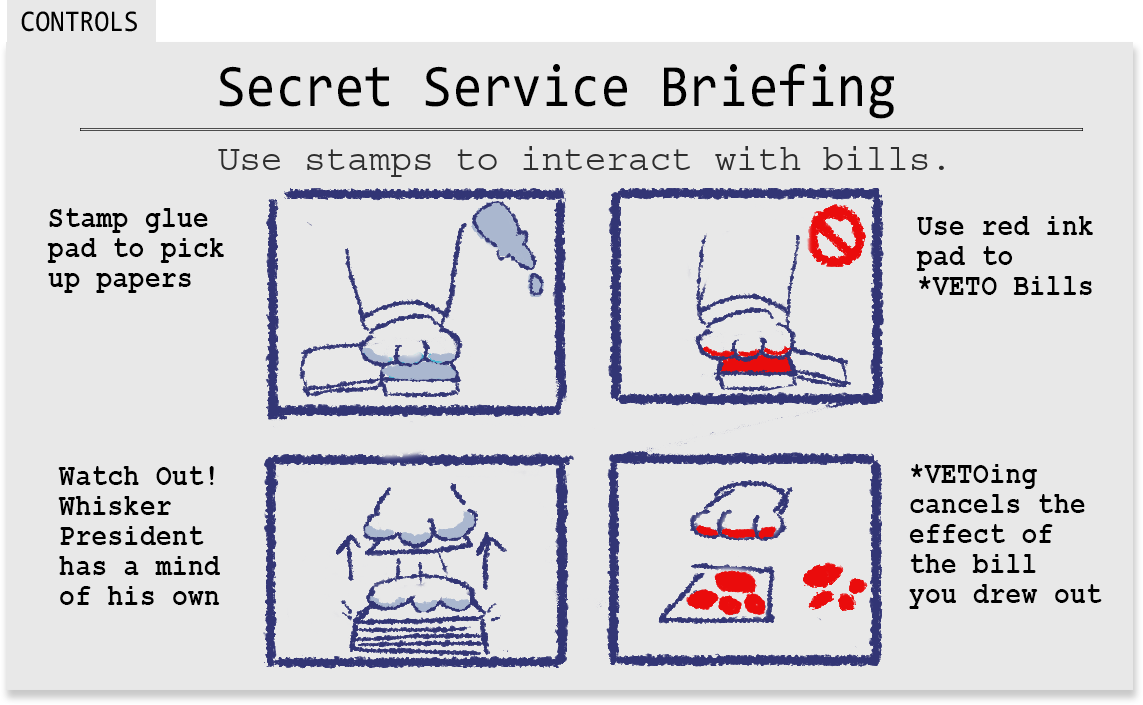 CONTROLS
Secret Service Briefing
Use stamps to interact with bills.
Stamp glue
pad to pick
up papers
Use red ink
pad to
*VETO Bills
Watch Out!
Whisker
President
has a mind
of his own
*VETOing
cancels the
effect of
the bill
you drew out